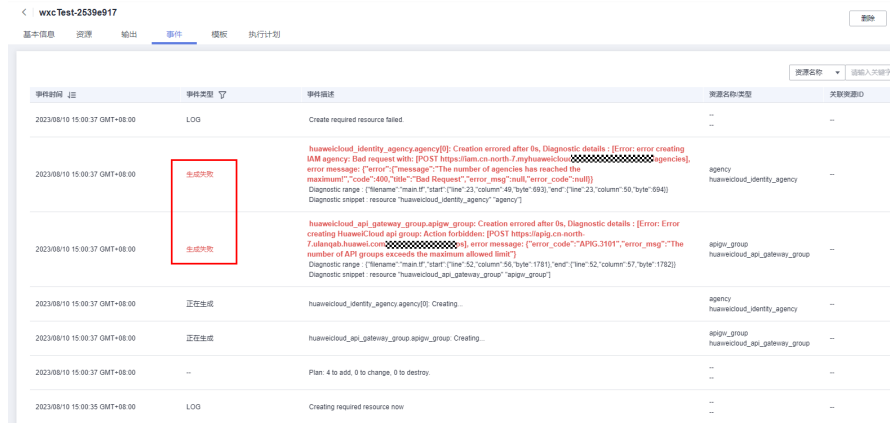 < wxcTest-2539e917
删除
基本信息 资源 输出 事件 模板 执行计划
资源名称 请输入关键字
事件时间 事件类型 事件描述 资源名称/类型 关联资源ID
2023/08/10 15:00:37 GMT+08:00 LOG Create required resource failed. -- -- --
huaweicloud_identity_agency.agency[0]: Creation errored after 0s, Diagnostic details : [Error: error creating
IAM agency: Bad request with: [POST https://iam.cn-north-7.myhuaweicloud agencies],
error message: {"error":{"message":"The number of agencies has reached the
2023/08/10 15:00:37 GMT+08:00 生成失败 maximum!","code":400,"title":"Bad Request","error_msg":null,"error_code":null}} agency --
Diagnostic range : {"filename":"main.tf","start":{"line":23,"column":49,"byte":693},"end":{"line":23,"column":50,"byte":694}} huaweicloud_identity_agency
Diagnostic snippet : resource "huaweicloud_identity_agency" "agency"]
huaweicloud_api_gateway_group.apigw_group: Creation errored after 0s, Diagnostic details : [Error: Error
creating HuaweiCloud api group: Action forbidden: [POST https://apig.cn-north-
7.ulanqab.huawei.com s], error message: {"error_code":"APIG.3101","error_msg":"The
2023/08/10 15:00:37 GMT+08:00 生成失败 number of API groups exceeds the maximum allowed limit"} apigw_group --
Diagnostic range : {"filename":"main.tf","start":{"line":52,"column":56,"byte":1781},"end":{"line":52,"column":57,"byte":1782}} huaweicloud_api_gateway_group
Diagnostic snippet : resource "huaweicloud_api_gateway_group" "apigw_group"]
2023/08/10 15:00:37 GMT+08:00 正在生成 huaweicloud_identity_agency.agency[0]: Creating... agency --
huaweicloud_identity_agency
2023/08/10 15:00:37 GMT+08:00 正在生成 huaweicloud_api_gateway_group.apigw_group: Creating... apigw_group --
huaweicloud_api_gateway_group
2023/08/10 15:00:37 GMT+08:00 -- Plan: 4 to add, 0 to change, 0 to destroy. -- -- --
2023/08/10 15:00:35 GMT+08:00 LOG Creating required resource now -- -- --